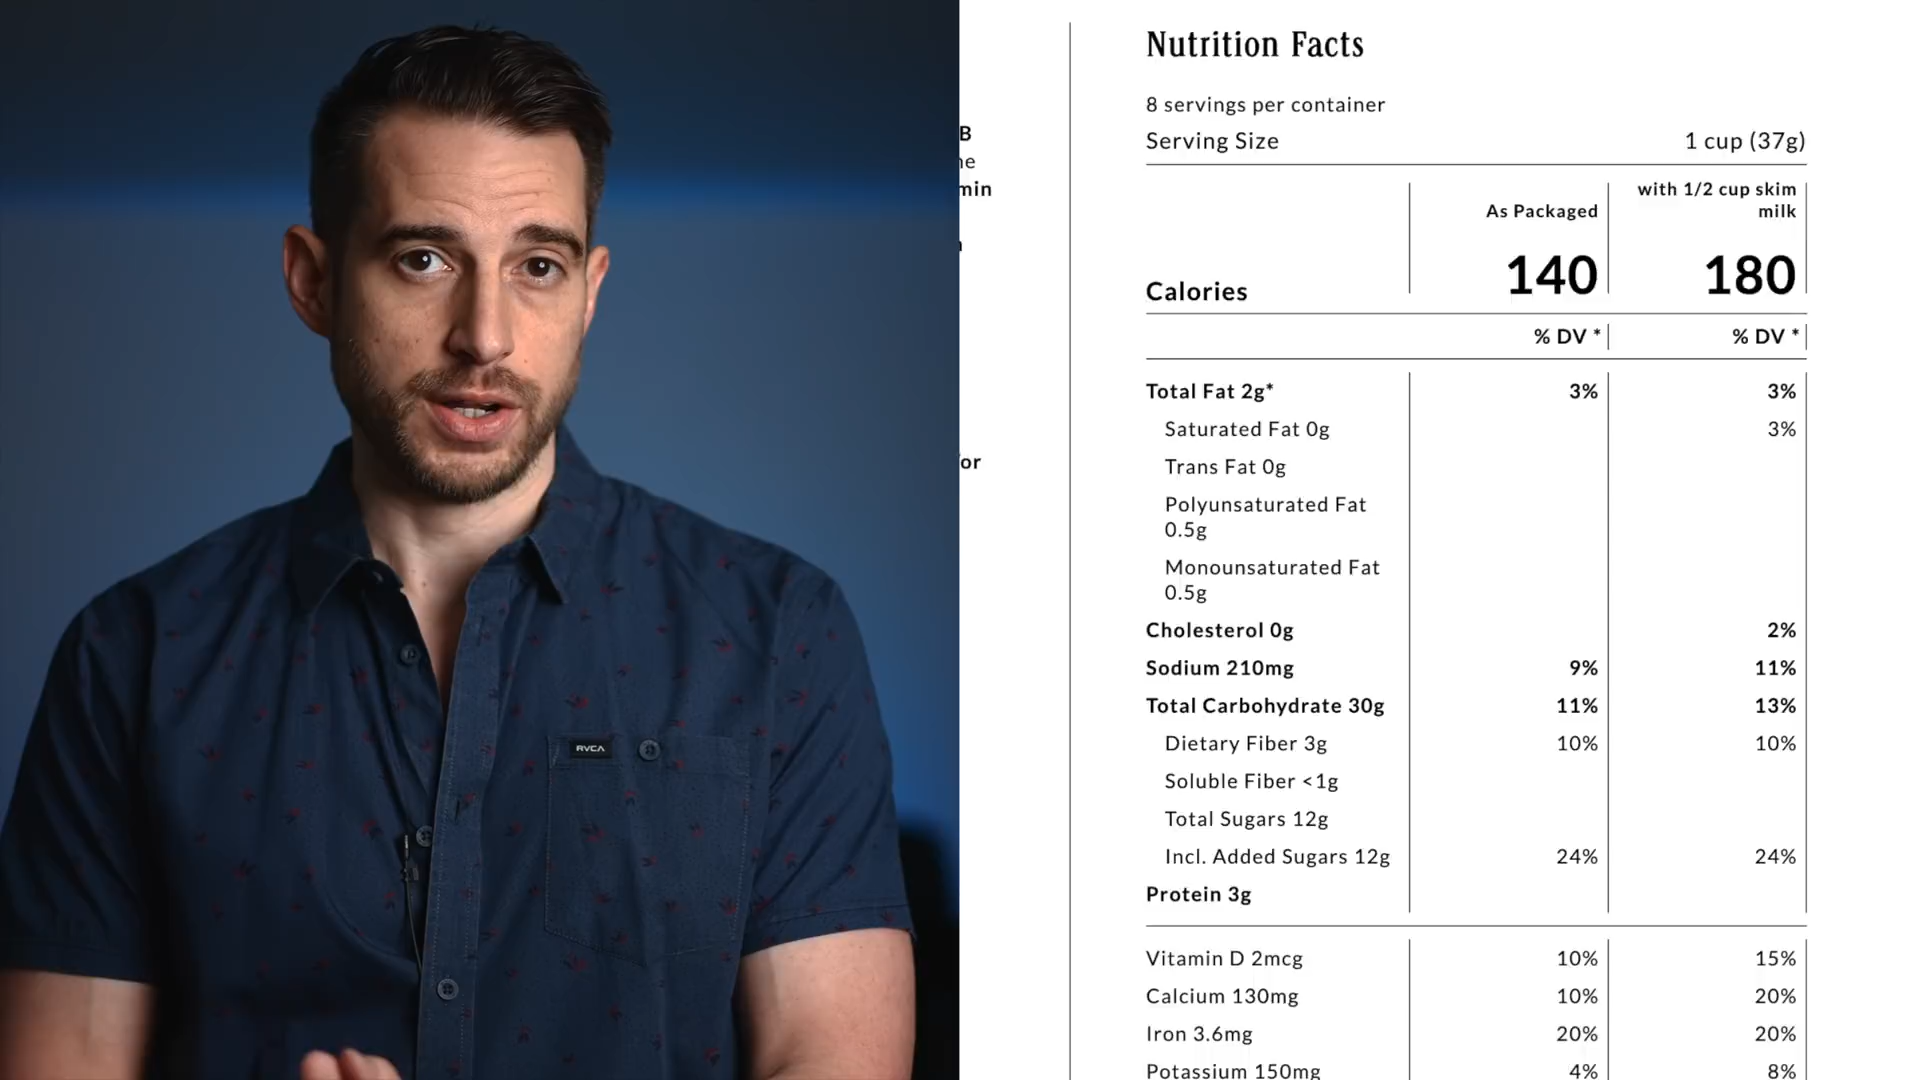 RVCA
B
min
Nutrition Facts
8 servings per container
Serving Size 1 cup (37g)
As Packaged with 1/2 cup skim milk
Calories 140 180
% DV * % DV *
Total Fat 2g* 3% 3%
Saturated Fat 0g 3%
Trans Fat 0g
Polyunsaturated Fat
0.5g
Monounsaturated Fat
0.5g
Cholesterol 0g 2%
Sodium 210mg 9% 11%
Total Carbohydrate 30g 11% 13%
Dietary Fiber 3g 10% 10%
Soluble Fiber <1g
Total Sugars 12g
Incl. Added Sugars 12g 24% 24%
Protein 3g
Vitamin D 2mcg 10% 15%
Calcium 130mg 10% 20%
Iron 3.6mg 20% 20%
Potassium 150mg 4% 8%